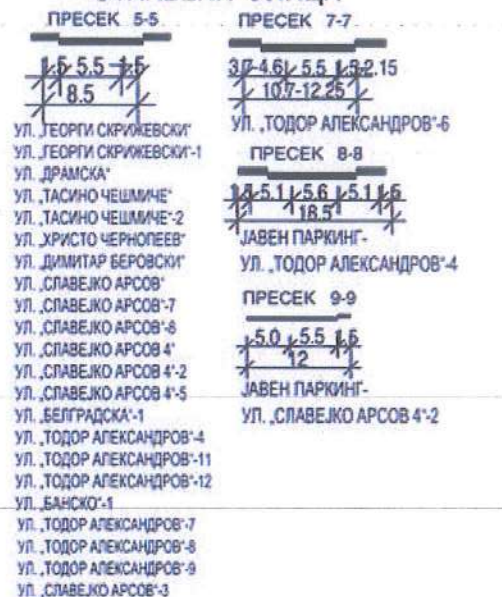 ПРЕСЕК 5-5
1.5 5.5 1.5
8.5
УЛ. „ГЕОРГИ СКРИЖЕВСКИ"
УЛ. „ГЕОРГИ СКРИЖЕВСКИ"-1
УЛ. „ДРАМСКА"
УЛ. „ТАСИНО ЧЕШМИЧЕ"
УЛ. „ТАСИНО ЧЕШМИЧЕ"-2
УЛ. „ХРИСТО ЧЕРНОПЕЕВ"
УЛ. „ДИМИТАР БЕРОВСКИ"
УЛ. „СЛАВЕЈКО АРСОВ"
УЛ. „СЛАВЕЈКО АРСОВ"-7
УЛ. „СЛАВЕЈКО АРСОВ"-8
УЛ. „СЛАВЕЈКО АРСОВ 4"
УЛ. „СЛАВЕЈКО АРСОВ 4"-2
УЛ. „СЛАВЕЈКО АРСОВ 4"-5
УЛ. „БЕЛГРАДСКА"-1
УЛ. „ТОДОР АЛЕКСАНДРОВ"-4
УЛ. „ТОДОР АЛЕКСАНДРОВ"-11
УЛ. „ТОДОР АЛЕКСАНДРОВ"-12
УЛ. „БАНСКО"-1
УЛ. „ТОДОР АЛЕКСАНДРОВ"-7
УЛ. „ТОДОР АЛЕКСАНДРОВ"-8
УЛ. „ТОДОР АЛЕКСАНДРОВ"-9
УЛ. „СЛАВЕЈКО АРСОВ"-3
ПРЕСЕК 7-7
3.7-4.6 5.5 1.5-2.15
10.7-12.25
УЛ. „ТОДОР АЛЕКСАНДРОВ"-6
ПРЕСЕК 8-8
5.1 5.6 5.1
18.5
ЈАВЕН ПАРКИНГ-
УЛ. „ТОДОР АЛЕКСАНДРОВ"-4
ПРЕСЕК 9-9
5.0 5.5 1.5
12
ЈАВЕН ПАРКИНГ-
УЛ. „СЛАВЕЈКО АРСОВ 4"-2